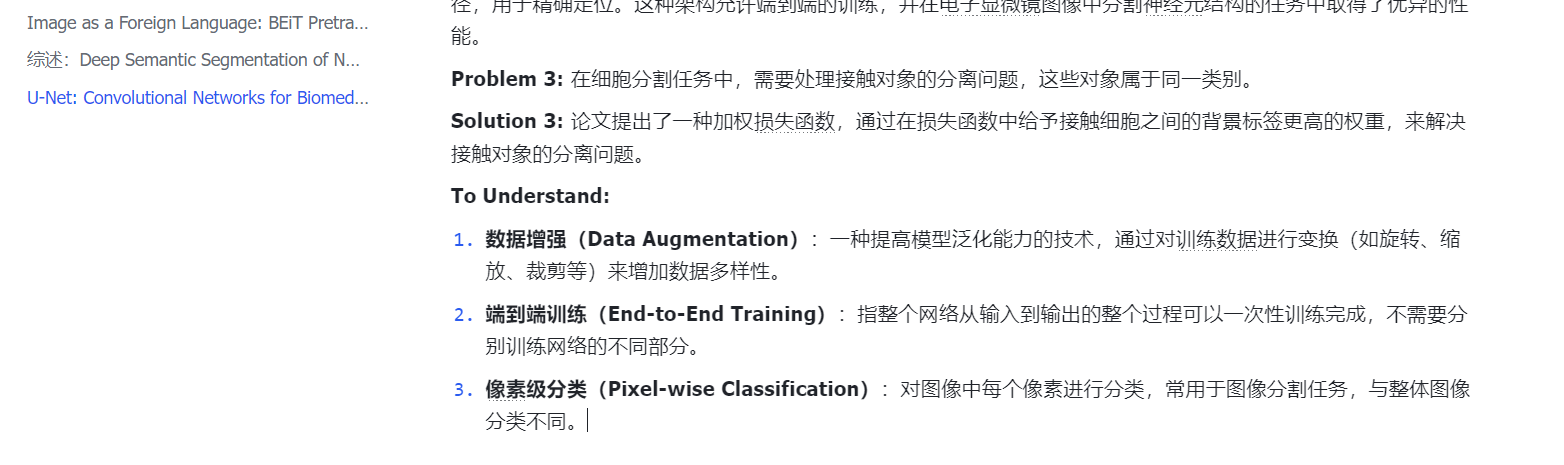 Image as a Foreign Language: BEiT Pretra...
综述：Deep Semantic Segmentation of N...
U-Net: Convolutional Networks for Biomed...
径，用于精确定位。这种架构允许端到端的训练，并在电子显微镜图像中分割神经元结构的任务中取得了优异的性
能。
Problem 3: 在细胞分割任务中，需要处理接触对象的分离问题，这些对象属于同一类别。
Solution 3: 论文提出了一种加权损失函数，通过在损失函数中给予接触细胞之间的背景标签更高的权重，来解决
接触对象的分离问题。
To Understand:
1. 数据增强（Data Augmentation）：一种提高模型泛化能力的技术，通过对训练数据进行变换（如旋转、缩
放、裁剪等）来增加数据多样性。
2. 端到端训练（End-to-End Training）：指整个网络从输入到输出的整个过程可以一次性训练完成，不需要分
别训练网络的不同部分。
3. 像素级分类（Pixel-wise Classification）：对图像中每个像素进行分类，常用于图像分割任务，与整体图像
分类不同。